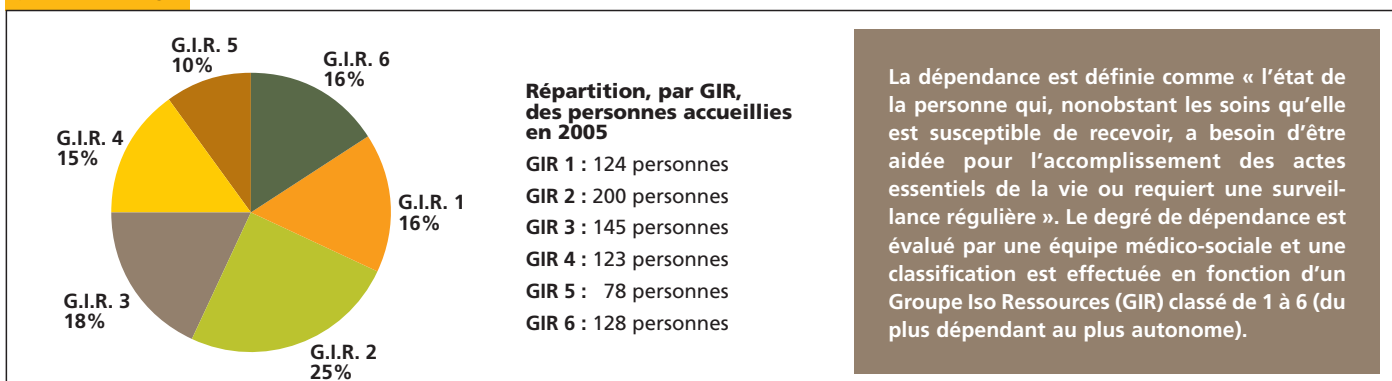 G.I.R. 5
10%
G.I.R. 6
16%
G.I.R. 4
15%
G.I.R. 1
16%
G.I.R. 3
18%
G.I.R. 2
25%
Répartition, par GIR,
des personnes accueillies
en 2005
GIR 1 : 124 personnes
GIR 2 : 200 personnes
GIR 3 : 145 personnes
GIR 4 : 123 personnes
GIR 5 : 78 personnes
GIR 6 : 128 personnes
La dépendance est définie comme « l'état de
la personne qui, nonobstant les soins qu'elle
est susceptible de recevoir, a besoin d'être
aidée pour l'accomplissement des actes
essentiels de la vie ou requiert une surveil-
lance régulière ». Le degré de dépendance est
évalué par une équipe médico-sociale et une
classification est effectuée en fonction d'un
Groupe Iso Ressources (GIR) classé de 1 à 6 (du
plus dépendant au plus autonome).